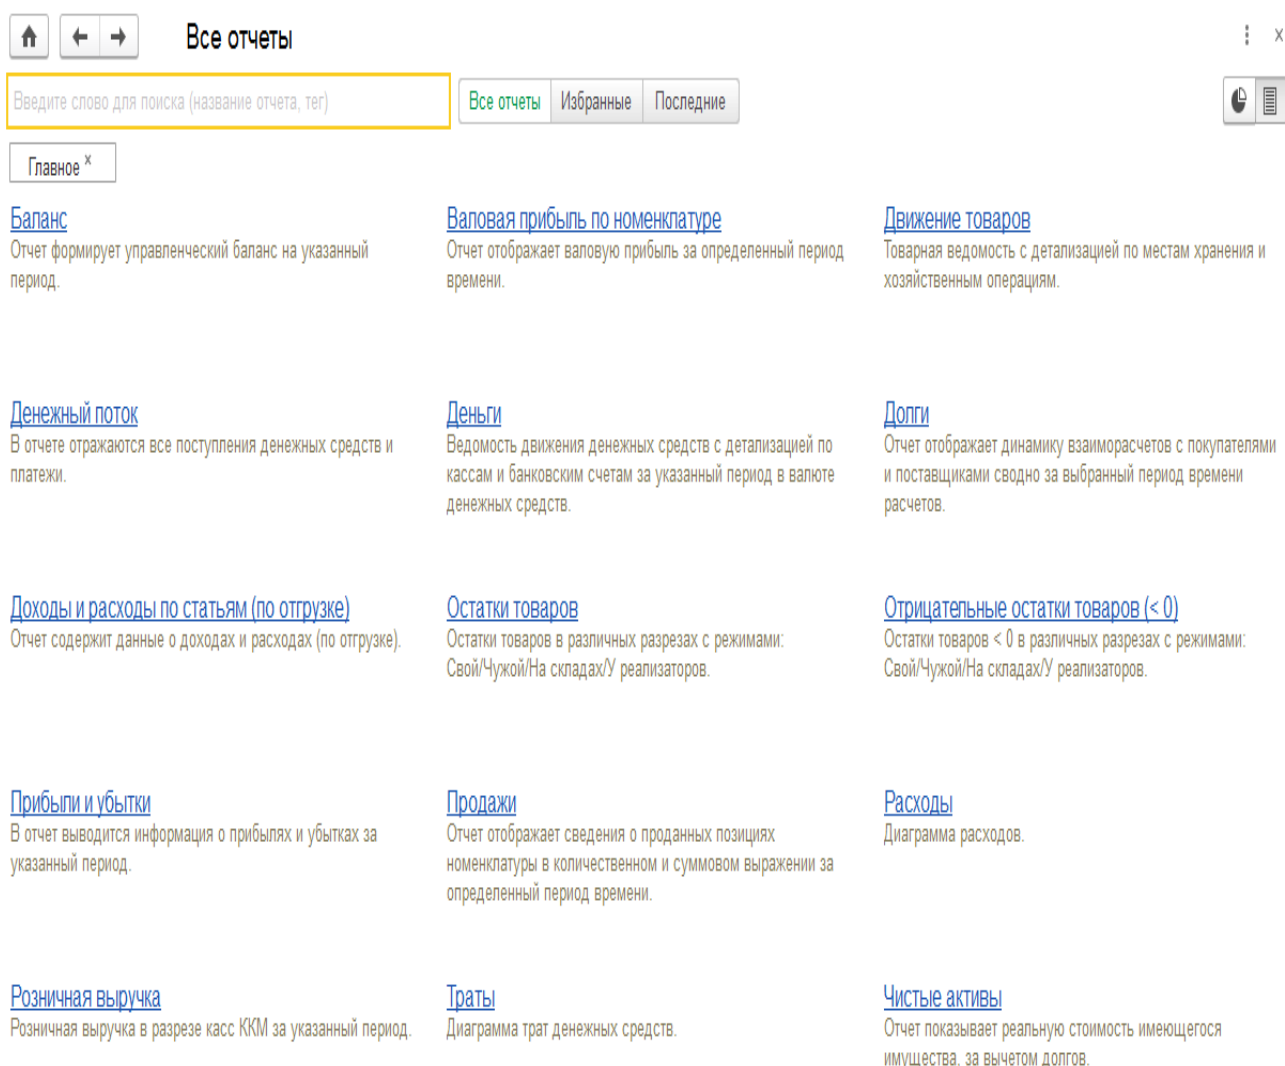 Все отчеты
Введите слово для поиска (название отчета, тег)
Все отчеты
Избранные
Последние
Главное x
Баланс
Отчет формирует управленческий баланс на указанный
период.
Валовая прибыль по номенклатуре
Отчет отображает валовую прибыль за определенный период
времени.
Движение товаров
Товарная ведомость с детализацией по местам хранения и
хозяйственным операциям.
Денежный поток
В отчете отражаются все поступления денежных средств и
платежи.
Деньги
Ведомость движения денежных средств с детализацией по
кассам и банковским счетам за указанный период в валюте
денежных средств.
Долги
Отчет отображает динамику взаиморасчетов с покупателями
и поставщиками сводно за выбранный период времени
расчетов.
Доходы и расходы по статьям (по отгрузке)
Отчет содержит данные о доходах и расходах (по отгрузке).
Остатки товаров
Остатки товаров в различных разрезах с режимами:
Свой/Чужой/На складах/У реализаторов.
Отрицательные остатки товаров (< 0)
Остатки товаров < 0 в различных разрезах с режимами:
Свой/Чужой/На складах/У реализаторов.
Прибыли и убытки
В отчет выводится информация о прибылях и убытках за
указанный период.
Продажи
Отчет отображает сведения о проданных позициях
номенклатуры в количественном и суммовом выражении за
определенный период времени.
Расходы
Диаграмма расходов.
Розничная выручка
Розничная выручка в разрезе касс ККМ за указанный период.
Траты
Диаграмма трат денежных средств.
Чистые активы
Отчет показывает реальную стоимость имеющегося
имущества, за вычетом долгов.